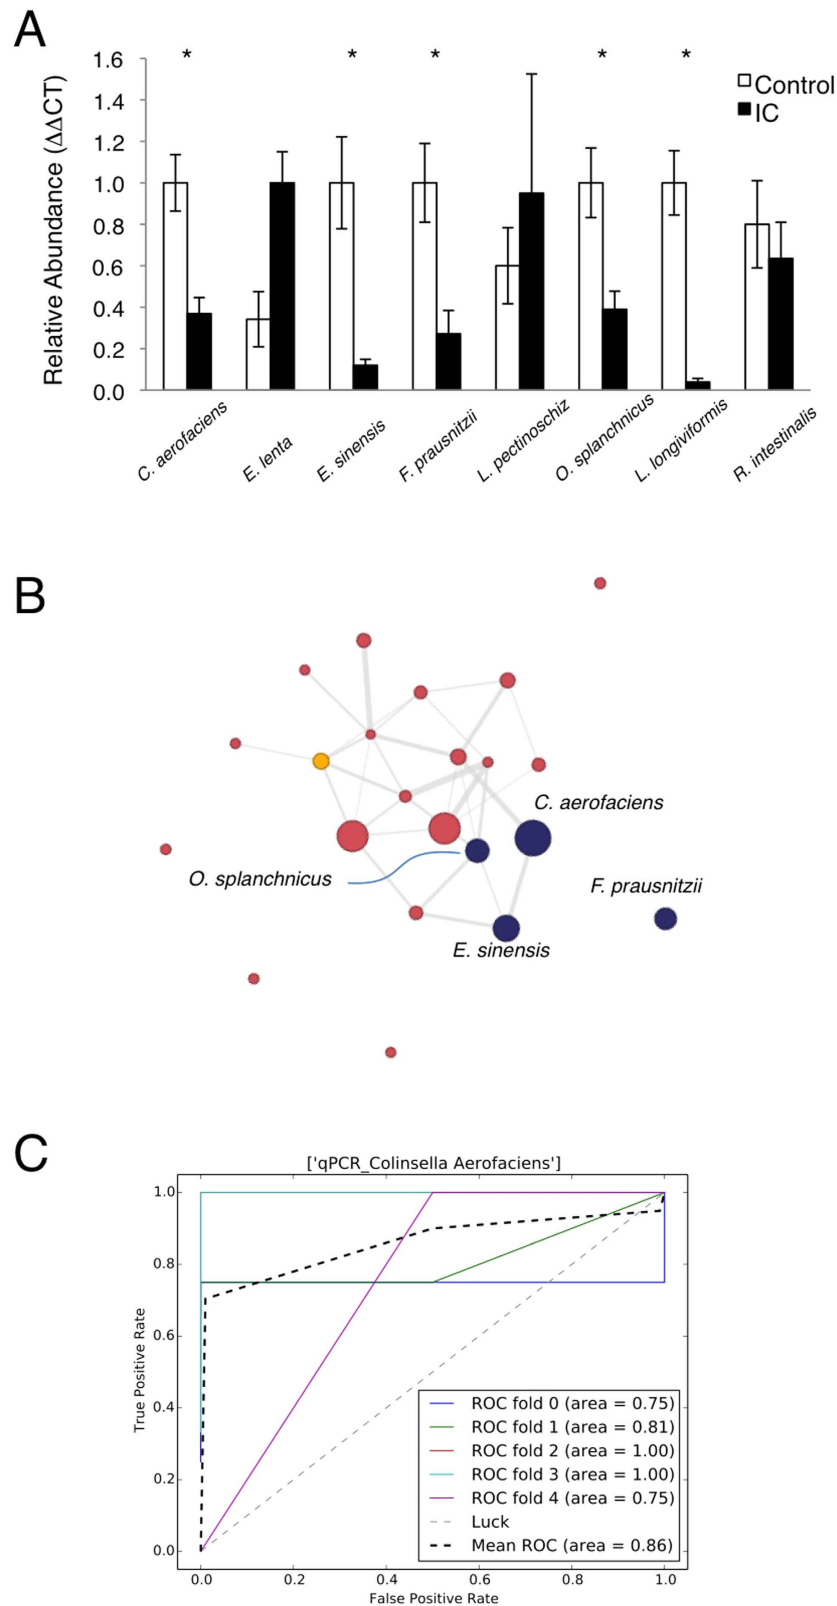 A
* * * * *
Relative Abundance (ΔΔCT)
1.6
1.4
1.2
1.0
0.8
0.6
0.4
0.2
0.0
Control
IC
C. aerofaciens
E. lenta
E. sinensis
F. prausnitzii
L. pectinoschiz
O. splanchnicus
L. longiviformis
R. intestinalis
B
C. aerofaciens
O. splanchnicus
F. prausnitzii
E. sinensis
C
['qPCR_Colinsella Aerofaciens']
True Positive Rate
1.0
0.8
0.6
0.4
0.2
0.0
ROC fold 0 (area = 0.75)
ROC fold 1 (area = 0.81)
ROC fold 2 (area = 1.00)
ROC fold 3 (area = 1.00)
ROC fold 4 (area = 0.75)
Luck
Mean ROC (area = 0.86)
0.0 0.2 0.4 0.6 0.8 1.0
False Positive Rate